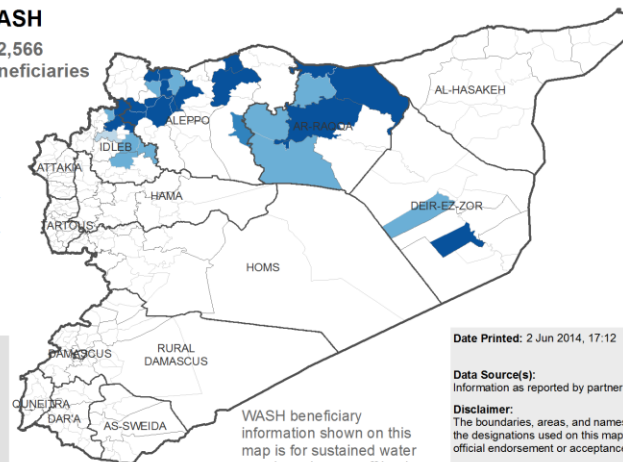 ASH
2,566
neficiaries
AL-HASAKEH
ALEPPO
AR-RAQQA
IDLEB
ATTAKIA
HAMA
DEIR-EZ-ZOR
ARTOUS
HOMS
DAMASCUS
RURAL
DAMASCUS
QUNEITRA
DAR'A
AS-SWEIDA
WASH beneficiary
information shown on this
map is for sustained water
Date Printed: 2 Jun 2014, 17:12
Data Source(s):
Information as reported by partner
Disclaimer:
The boundaries, areas, and names
the designations used on this map
official endorsement or acceptance